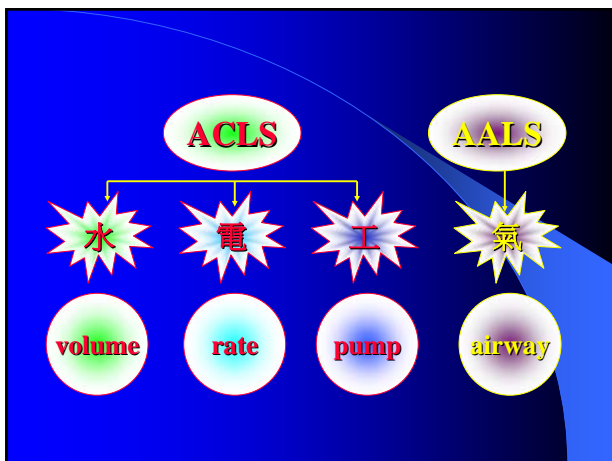 ACLS AALS
水 電 工 氣
volume rate pump airway